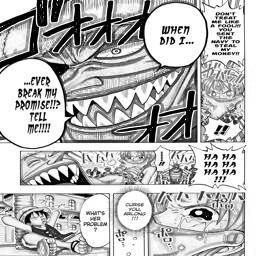 DON'T
TREAT ME
LIKE A
FOOL!!!
YOU
SENT
THE
NAVY TO
STEAL
MY
MONEY!!
WHEN
DID I...
...EVER
BREAK MY
PROMISE!!?
TELL
ME!!!!
!!
HA HA
HA HA
HA HA
HA
!!!
CURSE
YOU,
ARLONG!!!
WHAT'S
HER
PROBLEM
?